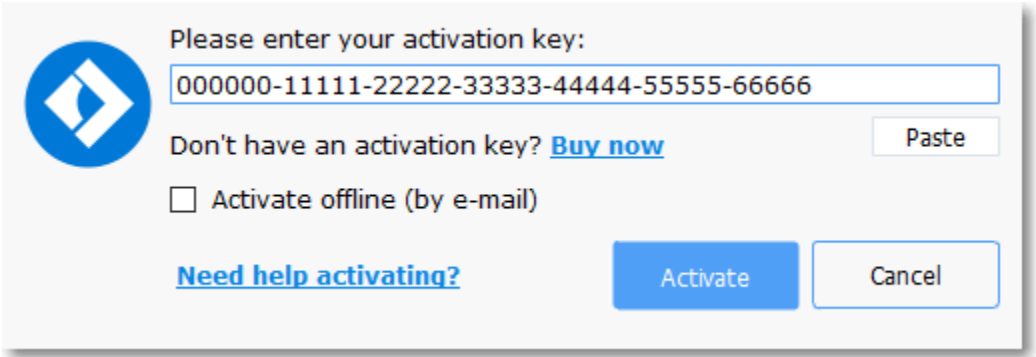 Please enter your activation key:
000000-11111-22222-33333-44444-55555-66666
Don't have an activation key? Buy now
Paste
Activate offline (by e-mail)
Need help activating?
Activate
Cancel